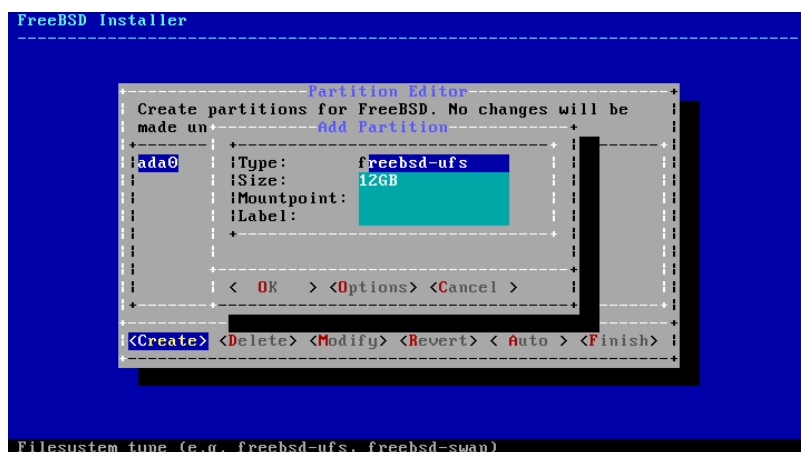 FreeBSD Installer
Partition Editor
Create partitions for FreeBSD. No changes will be
made un
Add Partition
ada0
Type: freebsd-ufs
Size: 12GB
Mountpoint:
Label:
< OK > <Options> <Cancel >
<Create> <Delete> <Modify> <Revert> < Auto > <Finish>
Filesystem type (e.g. freebsd-ufs, freebsd-swap)